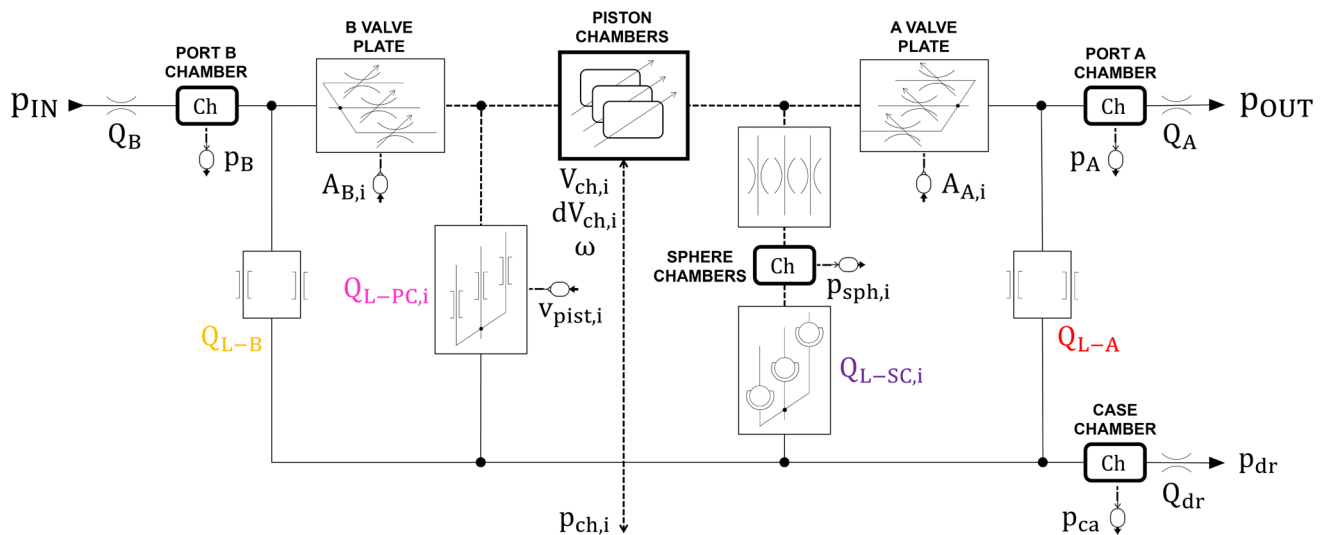 PISTON
CHAMBERS
B VALVE
PLATE
A VALVE
PLATE
PORT B
CHAMBER
PORT A
CHAMBER
p_IN
Ch
Ch
p_OUT
Q_B
p_B
A_B,i
V_ch,i
dV_ch,i
ω
A_A,i
p_A
Q_A
SPHERE
CHAMBERS
Ch
p_sph,i
Q_L−PC,i
v_pist,i
Q_L−B
Q_L−SC,i
Q_L−A
CASE
CHAMBER
Ch
p_dr
Q_dr
p_ch,i
p_ca